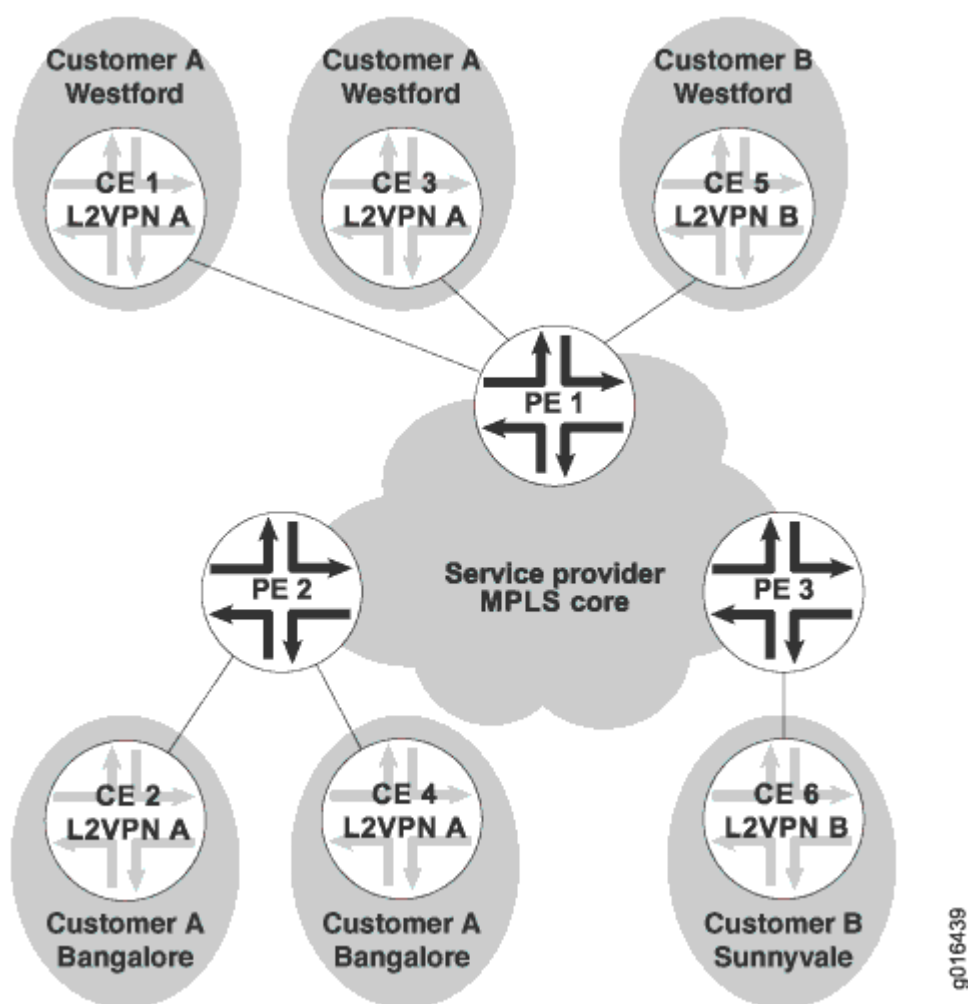 Customer A
Westford
CE 1
L2VPN A
Customer A
Westford
CE 3
L2VPN A
Customer B
Westford
CE 5
L2VPN B
PE 1
PE 2
Service provider
MPLS core
PE 3
CE 2
L2VPN A
Customer A
Bangalore
CE 4
L2VPN A
Customer A
Bangalore
CE 6
L2VPN B
Customer B
Sunnyvale
g016439